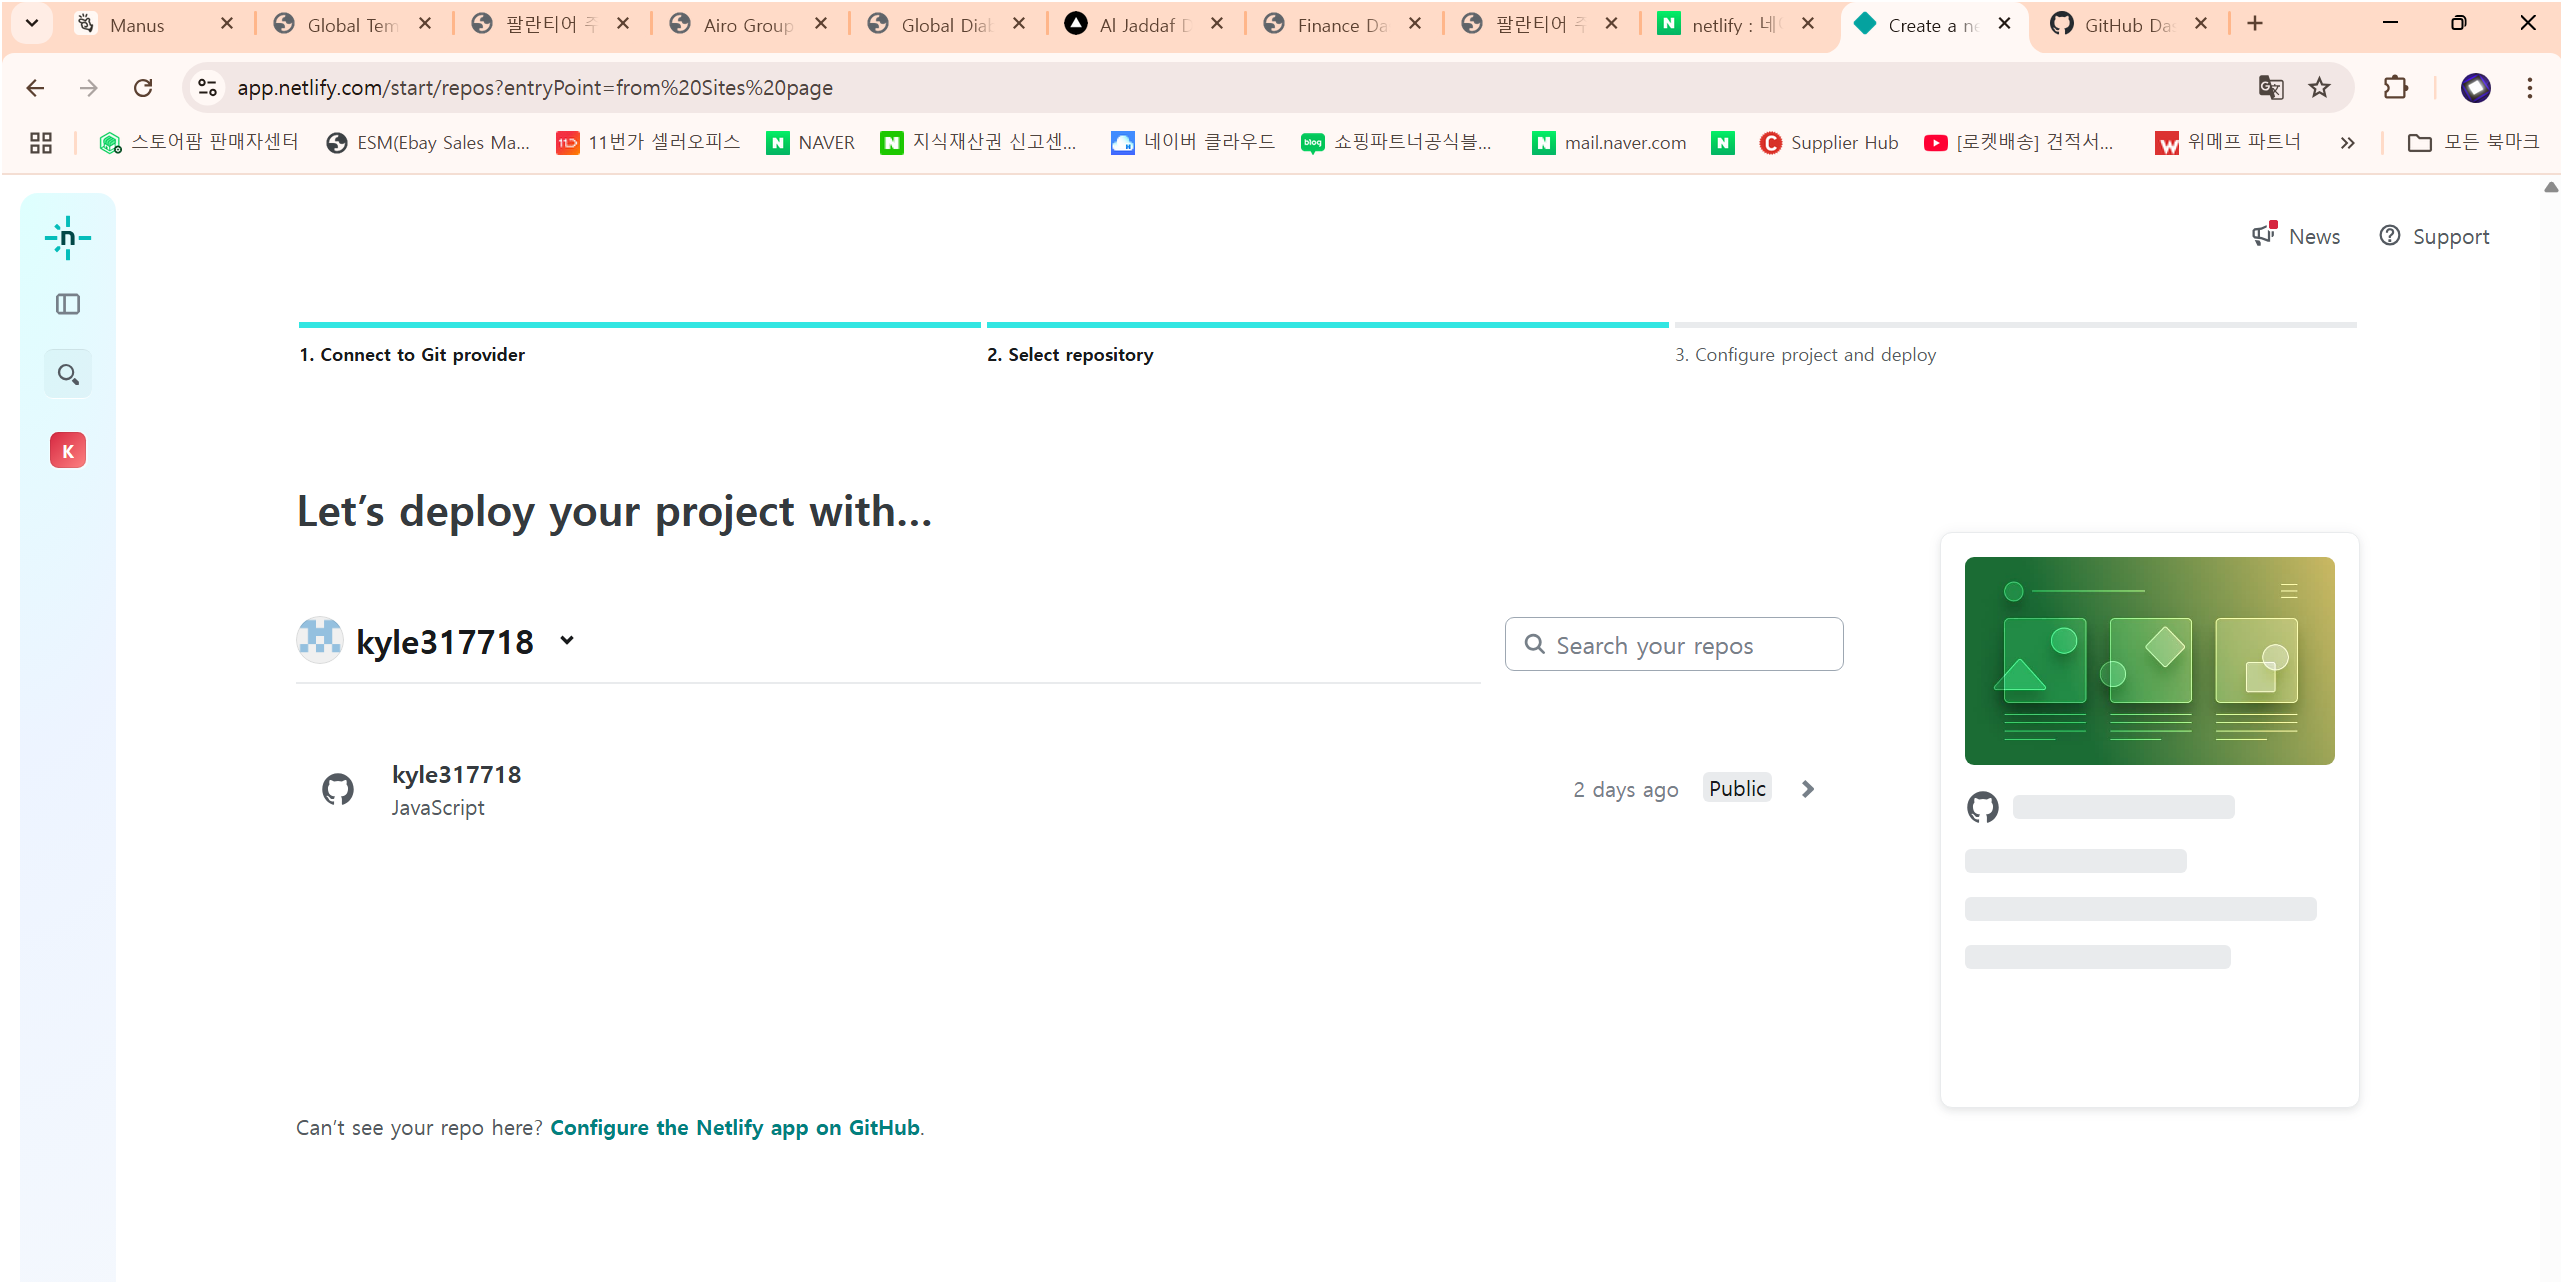 Manus
Global Tem
팔란티어 주
Airo Group
Global Diab
Al Jaddaf D
Finance Da
팔란티어 주
netlify : 네이
Create a ne
GitHub Das
app.netlify.com/start/repos?entryPoint=from%20Sites%20page
스토어팜 판매자센터
ESM(Ebay Sales Ma...
11번가 셀러오피스
NAVER
지식재산권 신고센...
네이버 클라우드
쇼핑파트너공식블...
mail.naver.com
Supplier Hub
[로켓배송] 견적서...
위메프 파트너
모든 북마크
News
Support
1. Connect to Git provider
2. Select repository
3. Configure project and deploy
K
Let’s deploy your project with…
kyle317718
Search your repos
kyle317718
JavaScript
2 days ago
Public
Can’t see your repo here? Configure the Netlify app on GitHub.